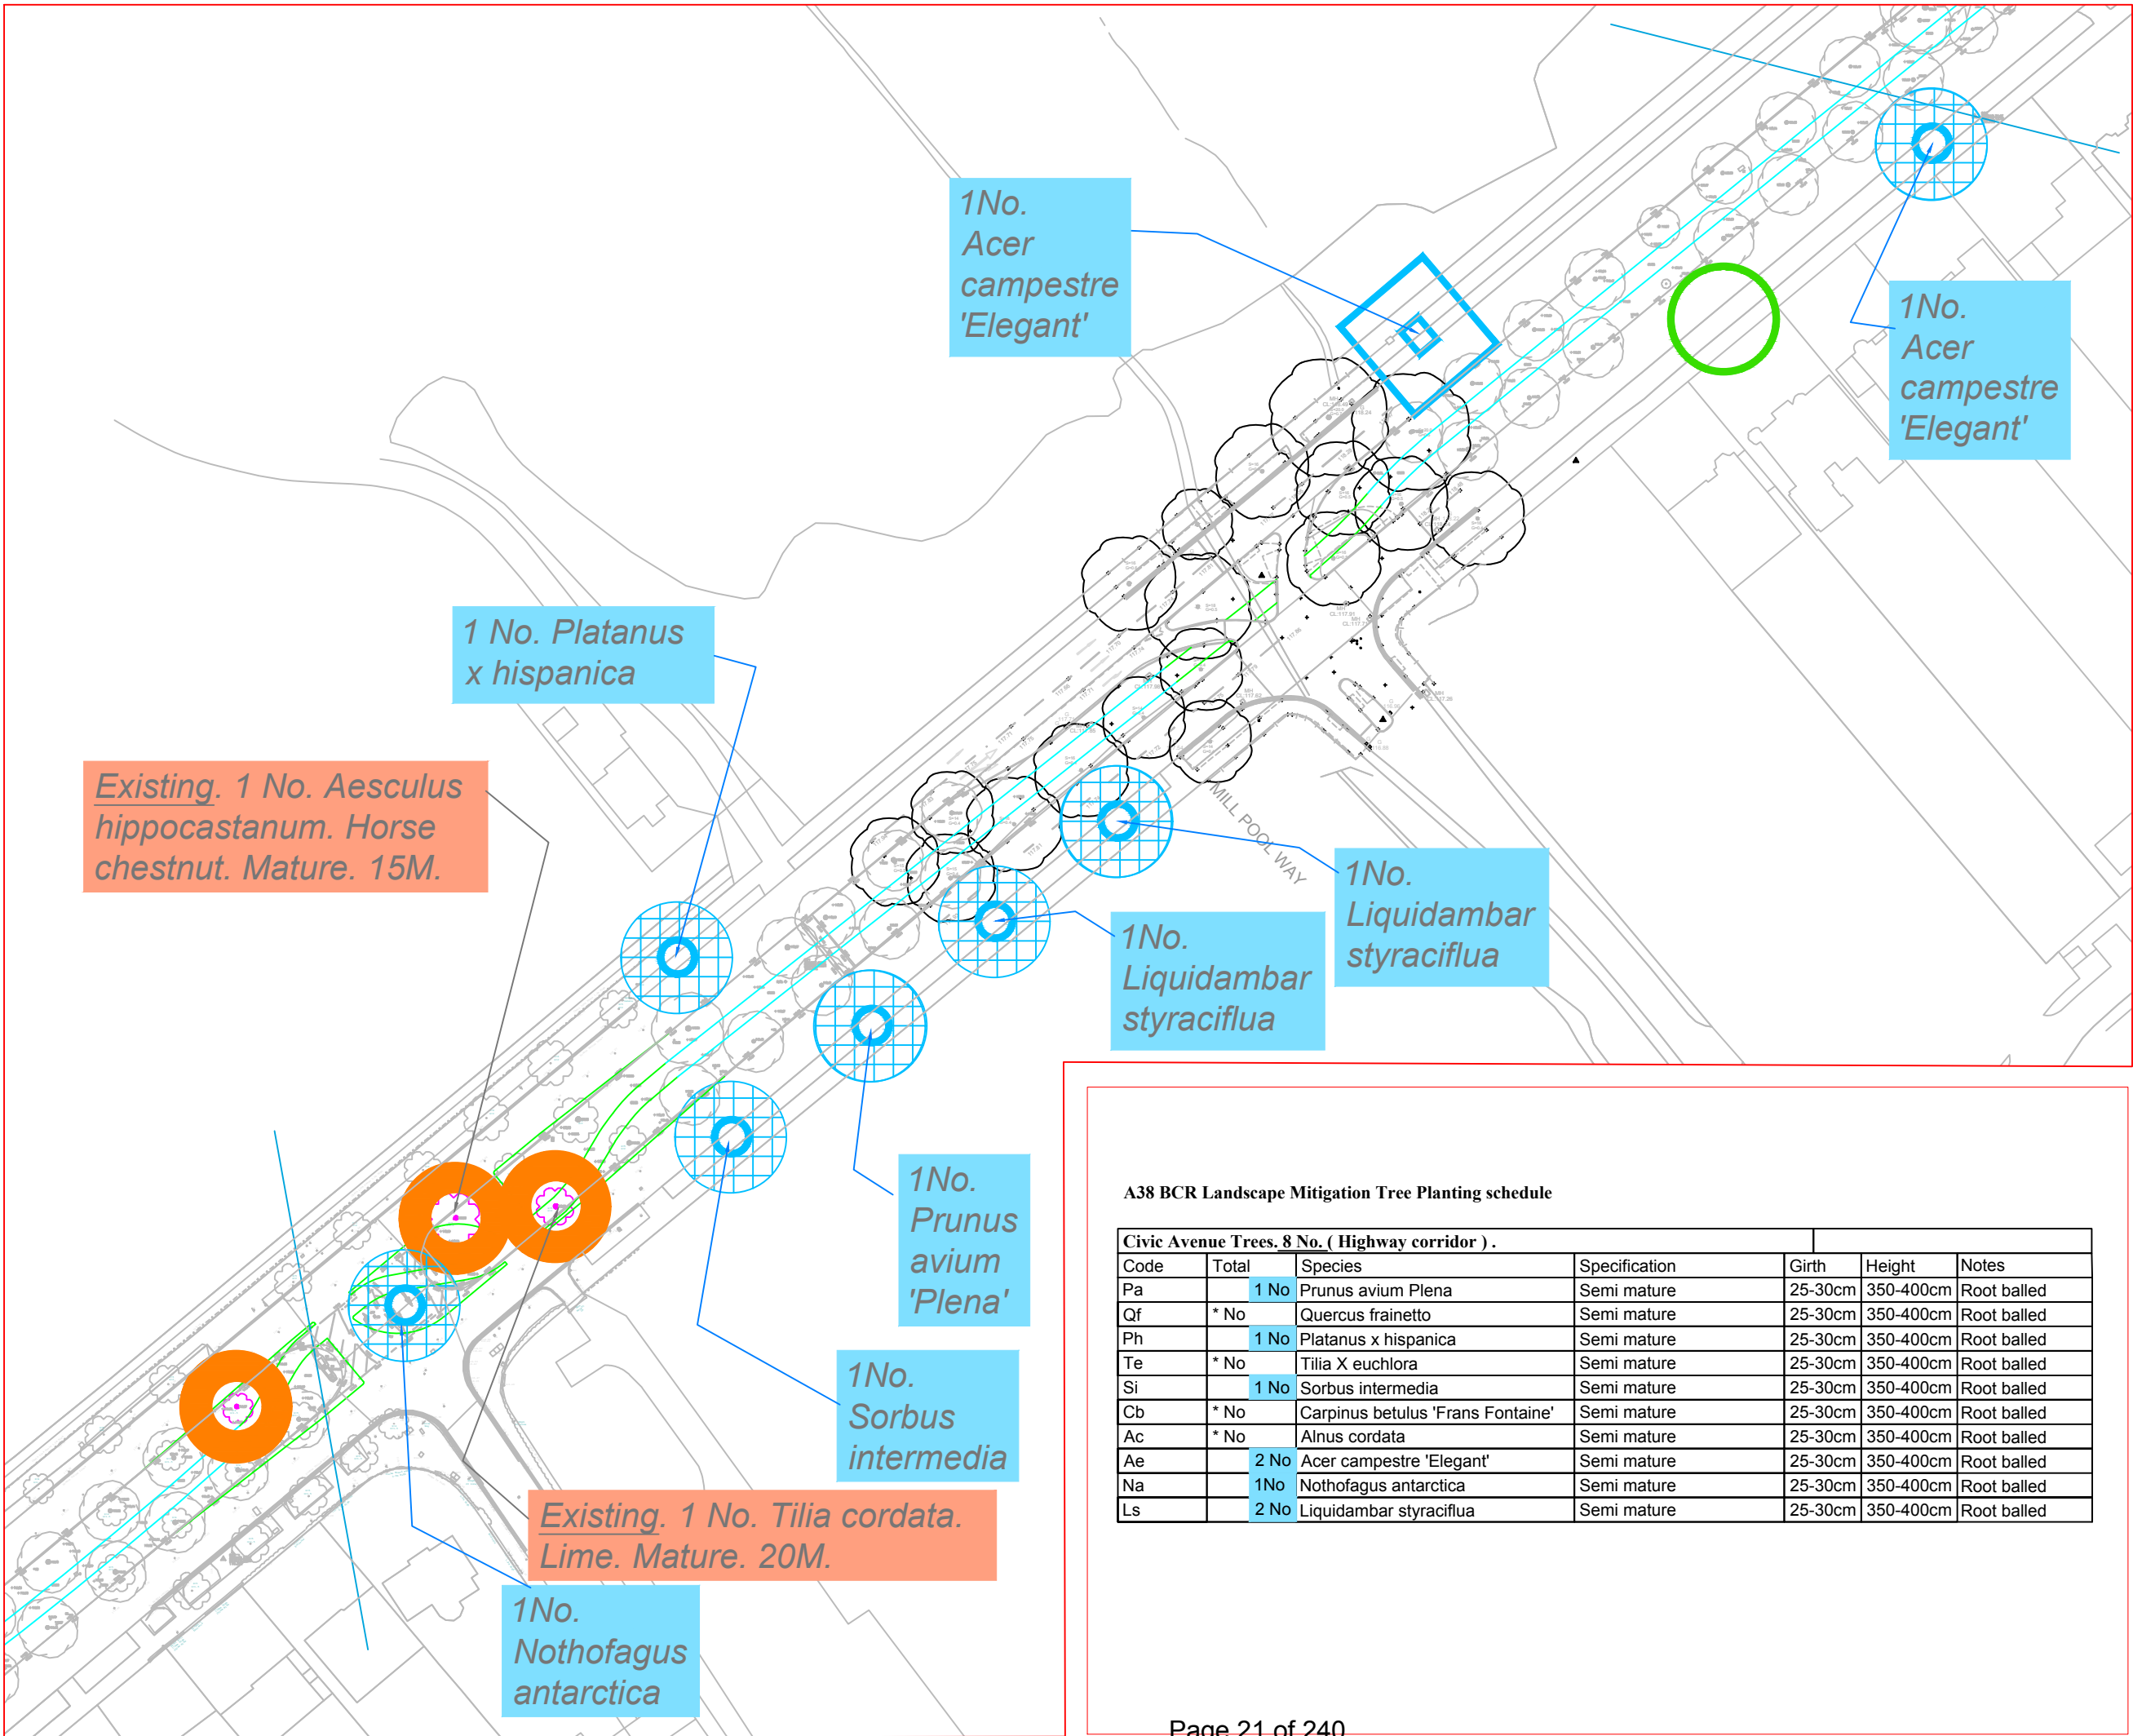 1No.
Acer
campestre
'Elegant'
1No.
Acer
campestre
'Elegant'
1 No. Platanus
x hispanica
Existing. 1 No. Aesculus
hippocastanum. Horse
chestnut. Mature. 15M.
MILL POOL WAY
1No.
Liquidambar
styraciflua
1No.
Liquidambar
styraciflua
1No.
Prunus
avium
'Plena'
1No.
Sorbus
intermedia
Existing. 1 No. Tilia cordata.
Lime. Mature. 20M.
1No.
Nothofagus
antarctica
A38 BCR Landscape Mitigation Tree Planting schedule
Civic Avenue Trees. 8 No. ( Highway corridor ) .
Code Total Species Specification Girth Height Notes
Pa 1 No Prunus avium Plena Semi mature 25-30cm 350-400cm Root balled
Qf * No Quercus frainetto Semi mature 25-30cm 350-400cm Root balled
Ph 1 No Platanus x hispanica Semi mature 25-30cm 350-400cm Root balled
Te * No Tilia X euchlora Semi mature 25-30cm 350-400cm Root balled
Si 1 No Sorbus intermedia Semi mature 25-30cm 350-400cm Root balled
Cb * No Carpinus betulus 'Frans Fontaine' Semi mature 25-30cm 350-400cm Root balled
Ac * No Alnus cordata Semi mature 25-30cm 350-400cm Root balled
Ae 2 No Acer campestre 'Elegant' Semi mature 25-30cm 350-400cm Root balled
Na 1No Nothofagus antarctica Semi mature 25-30cm 350-400cm Root balled
Ls 2 No Liquidambar styraciflua Semi mature 25-30cm 350-400cm Root balled
Page 21 of 240